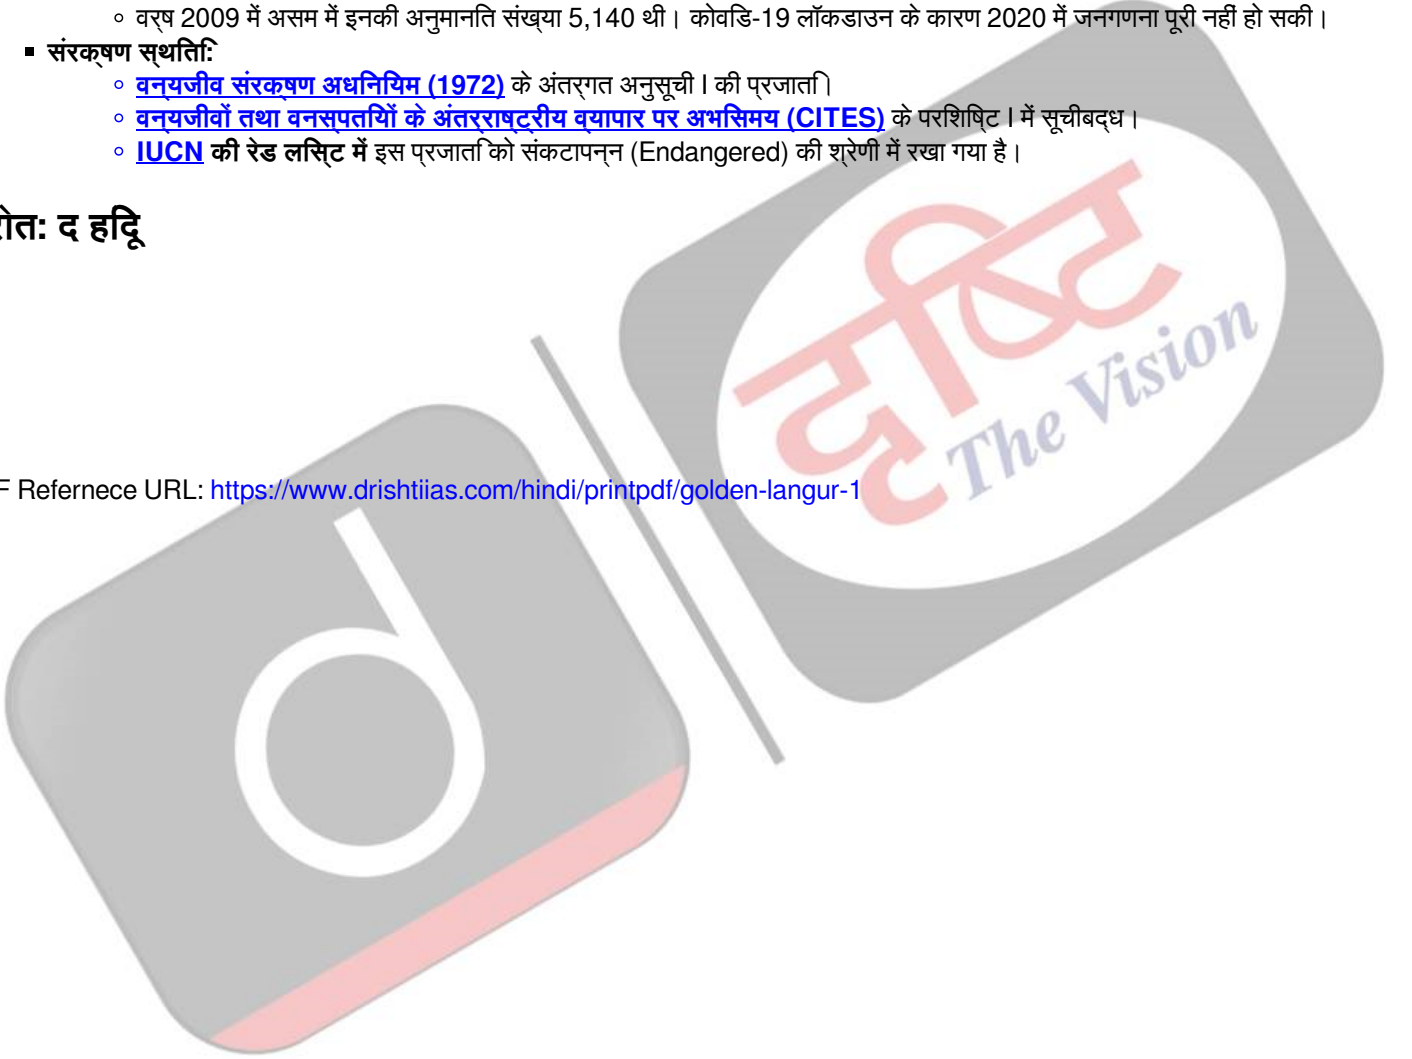 वर्ष 2009 में असम में इनकी अनुमानित संख्या 5,140 थी। कोविड-19 लॉकडाउन के कारण 2020 में जनगणना पूरी नहीं हो सकी।
संरक्षण स्थिति:
वन्यजीव संरक्षण अधिनियम (1972) के अंतर्गत अनुसूची I की प्रजाति।
वन्यजीवों तथा वनस्पतियों के अंतर्राष्ट्रीय व्यापार पर अभिसमय (CITES) के परिशिष्ट I में सूचीबद्ध।
IUCN की रेड लिस्ट में इस प्रजाति को संकटापन्न (Endangered) की श्रेणी में रखा गया है।
द हिंदू
F Refernece URL: https://www.drishtiias.com/hindi/printpdf/golden-langur-1
दृष्टि
The Vision
d